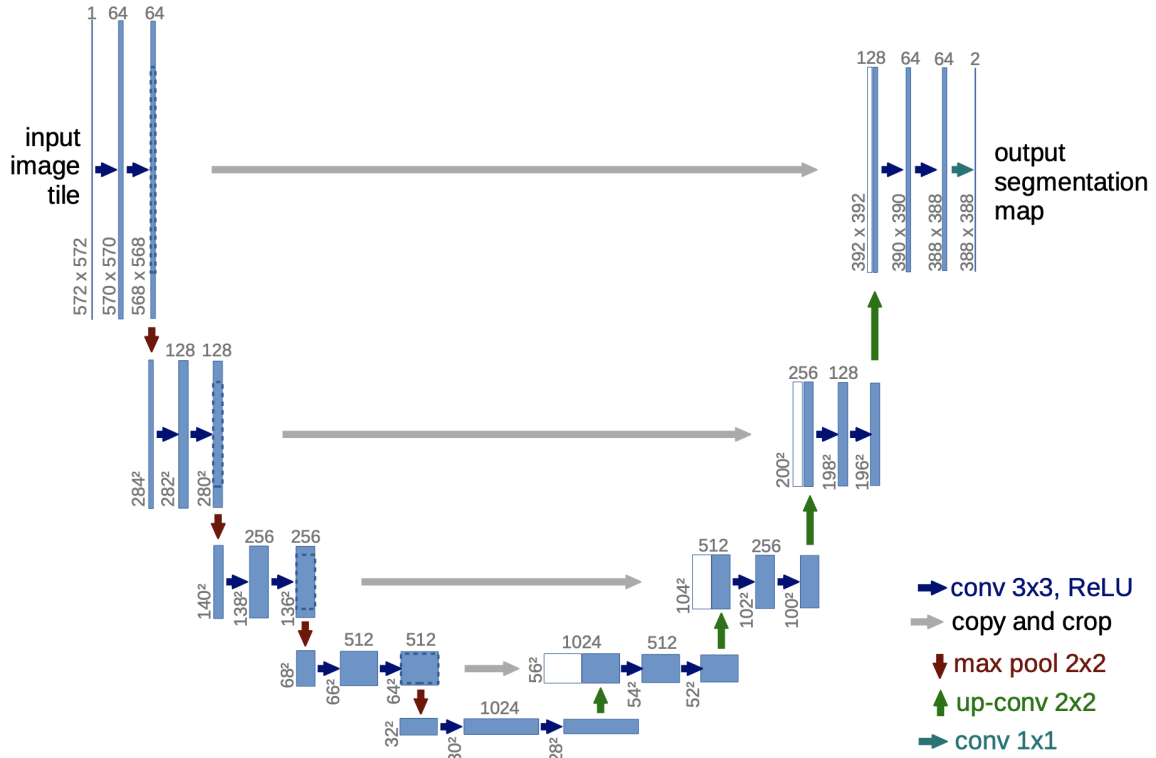 1 64 64
128 64 64 2
input
image
tile
output
segmentation
map
572 x 572
570 x 570
568 x 568
392 x 392
390 x 390
388 x 388
388 x 388
128 128
256 128
284²
282²
280²
200²
198²
196²
256 256
512 256
140²
138²
136²
104²
102²
100²
512 512
1024 512
68²
66²
64²
56²
54²
52²
1024
32²
30²
28²
conv 3x3, ReLU
copy and crop
max pool 2x2
up-conv 2x2
conv 1x1